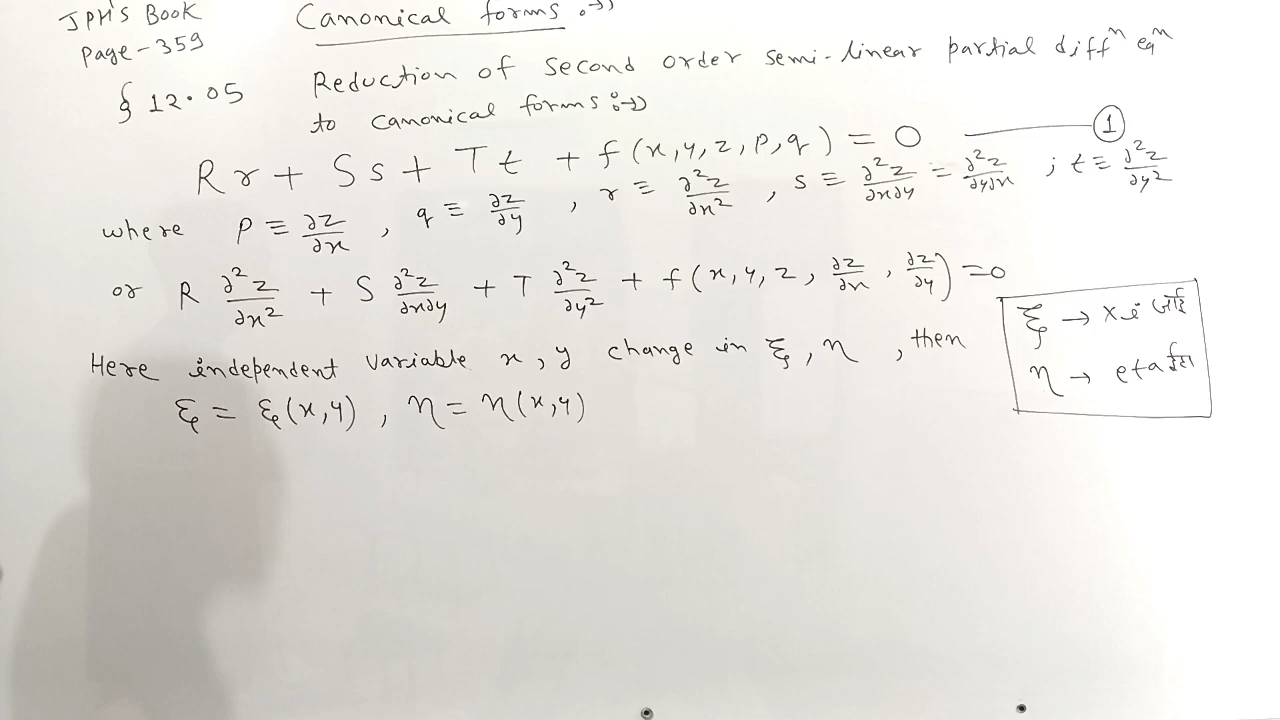 JPH's Book
Page-359
§ 12.05
Canonical forms :→
Reduction of second order semi-linear partial diffⁿ eqⁿ
to canonical forms :→
Rr + Ss + Tt + f(x,y,z,p,q) = 0 ——— ①
where p ≡ ∂z/∂x , q ≡ ∂z/∂y , r ≡ ∂²z/∂x² , s ≡ ∂²z/∂x∂y = ∂²z/∂y∂x ; t = ∂²z/∂y²
or R ∂²z/∂x² + S ∂²z/∂x∂y + T ∂²z/∂y² + f(x,y,z, ∂z/∂x , ∂z/∂y) = 0
Here independent variable x, y change in ξ, η , then
ξ = ξ(x,y) , η = η(x,y)
ξ → xi जाई
η → eta ईटा